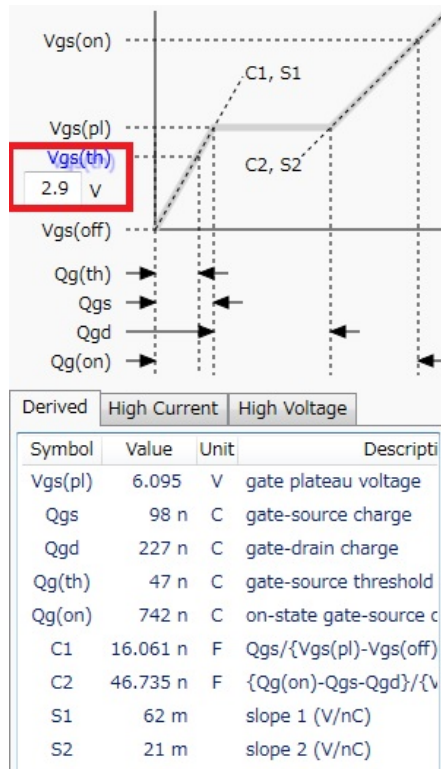 Vgs(on)
C1, S1
Vgs(pl)
Vgs(th)
C2, S2
2.9 V
Vgs(off)
Qg(th)
Qgs
Qgd
Qg(on)
Derived High Current High Voltage
Symbol Value Unit Descripti
Vgs(pl) 6.095 V gate plateau voltage
Qgs 98 n C gate-source charge
Qgd 227 n C gate-drain charge
Qg(th) 47 n C gate-source threshold
Qg(on) 742 n C on-state gate-source c
C1 16.061 n F Qgs/{Vgs(pl)-Vgs(off)
C2 46.735 n F {Qg(on)-Qgs-Qgd}/{V
S1 62 m slope 1 (V/nC)
S2 21 m slope 2 (V/nC)